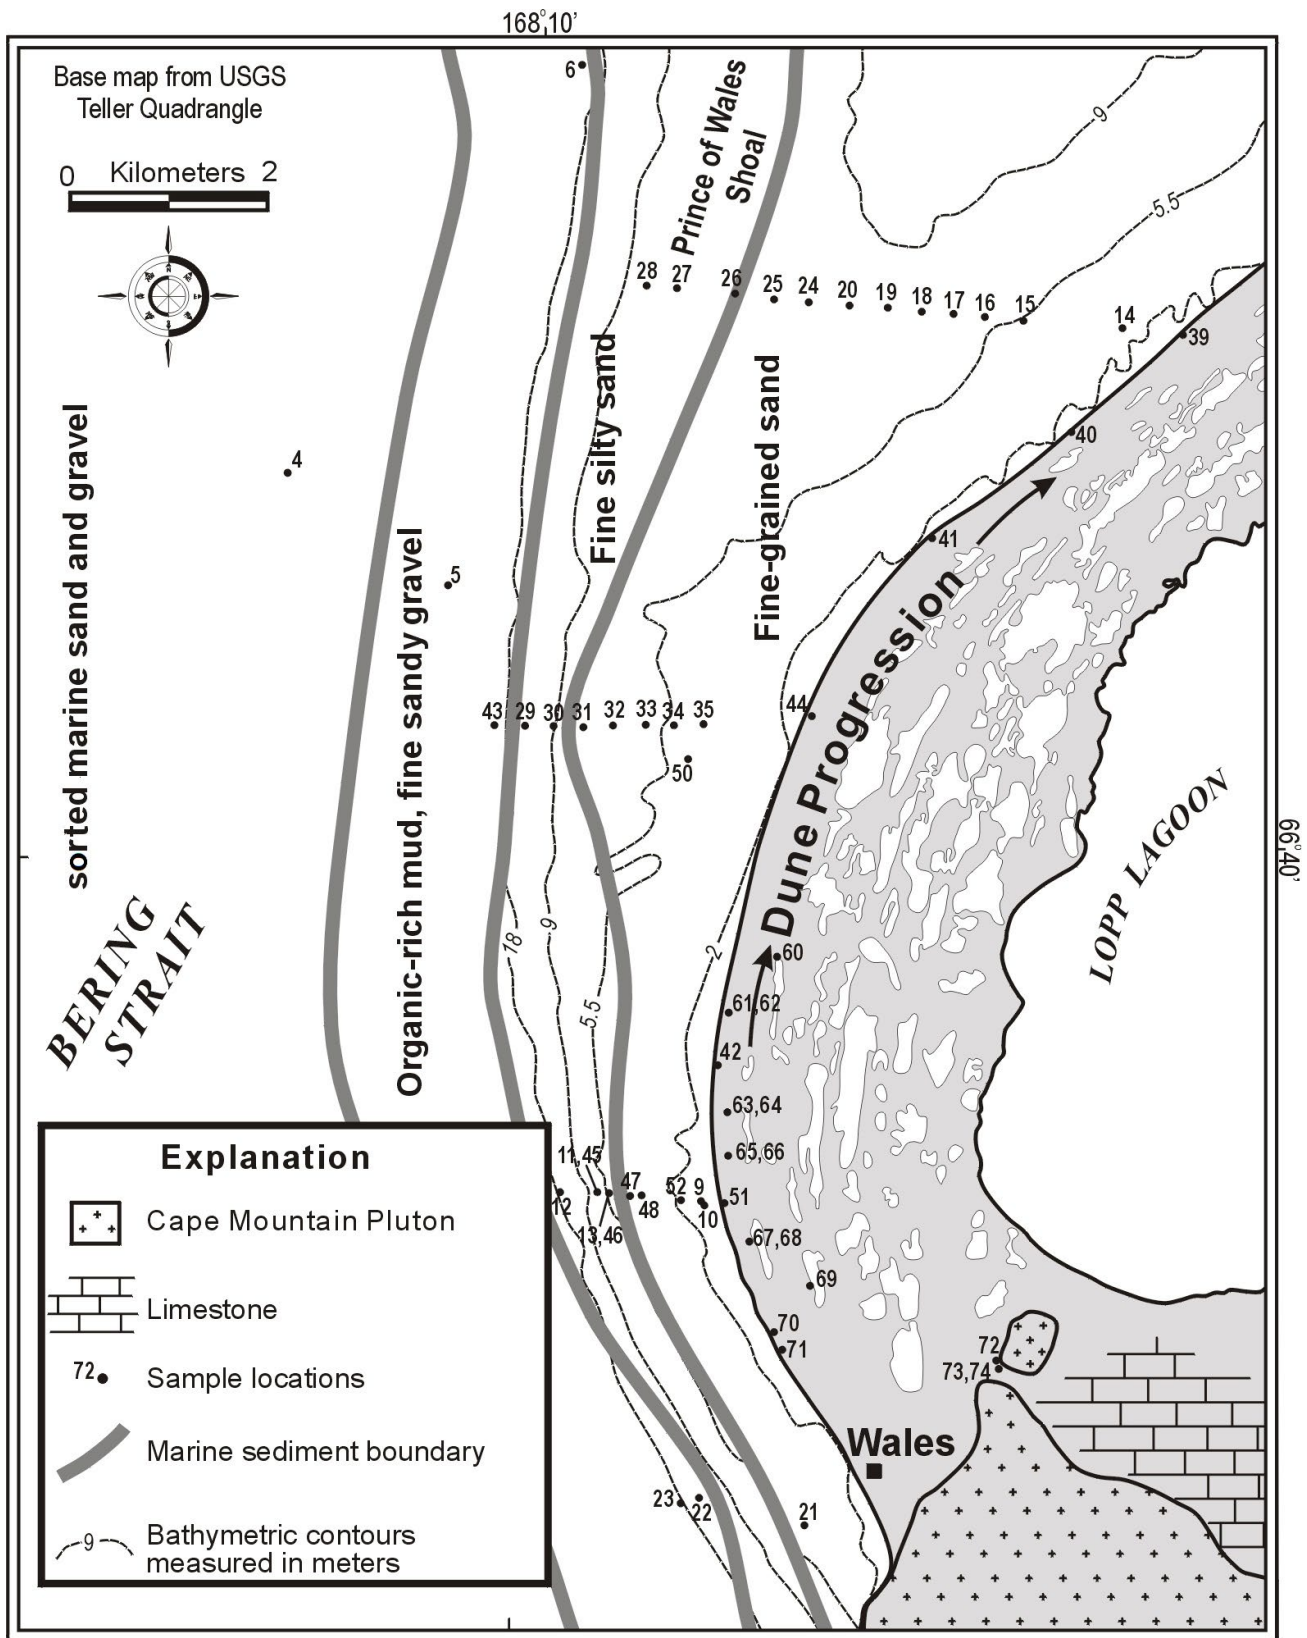 168°10'
Base map from USGS
Teller Quadrangle
0 Kilometers 2
6
Prince of Wales
Shoal
9
5.5
28
27
26
25
24
20
19
18
17
16
15
14
39
40
41
4
5
sorted marine sand and gravel
Organic-rich mud, fine sandy gravel
Fine silty sand
Fine-grained sand
Dune Progression
43
29
30
31
32
33
34
35
44
50
66°40'
LOPP LAGOON
BERING
STRAIT
18
9
5.5
2
60
61,62
42
63,64
65,66
11,45
12
13,46
47
48
52
9
10
51
67,68
69
70
71
72
73,74
Wales
23
22
21
Explanation
Cape Mountain Pluton
Limestone
72
Sample locations
Marine sediment boundary
9
Bathymetric contours
measured in meters